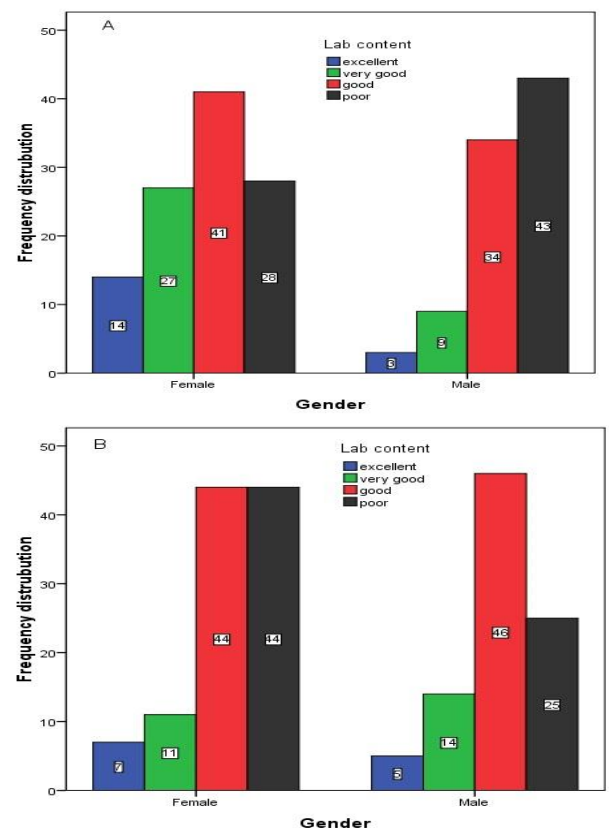 A
Lab content
excellent
very good
good
poor
Frequency distrubution
50
40
30
20
10
0
14
27
41
28
3
9
34
43
Female
Male
Gender
B
Lab content
excellent
very good
good
poor
Frequency distrubution
50
40
30
20
10
0
7
11
44
44
5
14
46
25
Female
Male
Gender